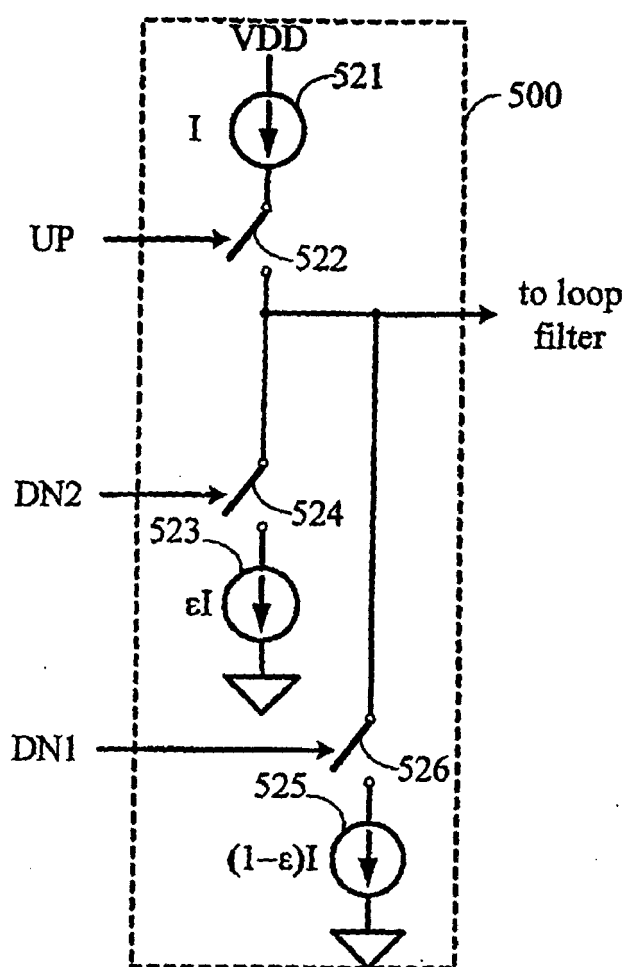 VDD
521
500
I
UP
522
to loop
filter
DN2
524
523
εI
DN1
526
525
(1−ε)I